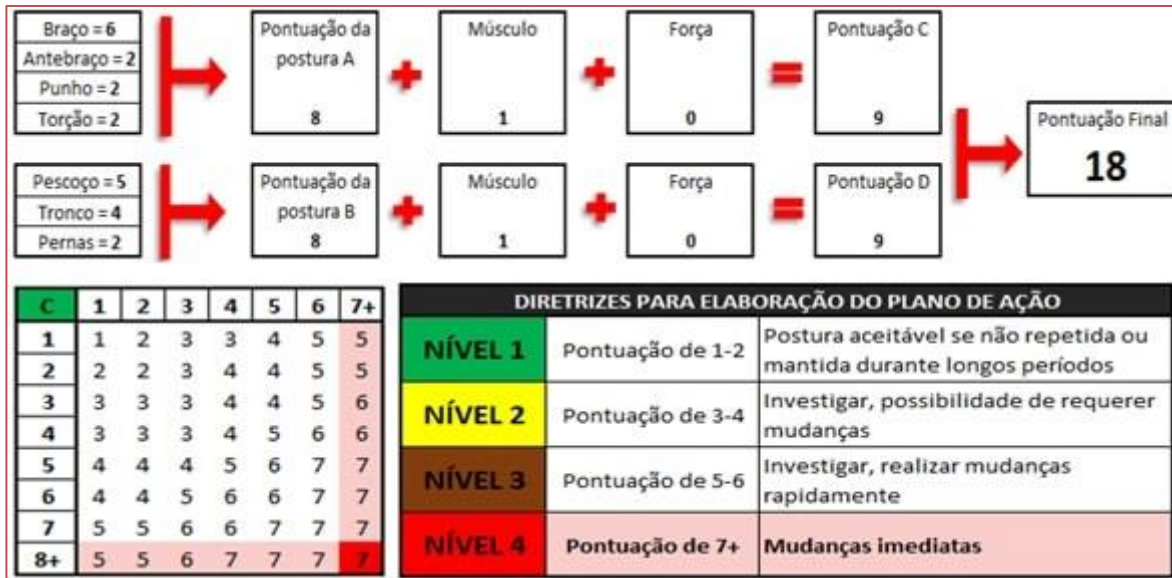 Braço = 6
Antebraço = 2
Punho = 2
Torção = 2
Pontuação da
postura A
8
Músculo
1
Força
0
Pontuação C
9
Pontuação Final
18
Pescoço = 5
Tronco = 4
Pernas = 2
Pontuação da
postura B
8
Músculo
1
Força
0
Pontuação D
9
C 1 2 3 4 5 6 7+
1 1 2 3 3 4 5 5
2 2 2 3 4 4 5 5
3 3 3 3 4 4 5 6
4 3 3 3 4 5 6 6
5 4 4 4 5 6 7 7
6 4 4 5 6 6 7 7
7 5 5 6 6 7 7 7
8+ 5 5 6 7 7 7 7
DIRETRIZES PARA ELABORAÇÃO DO PLANO DE AÇÃO
NÍVEL 1 Pontuação de 1-2 Postura aceitável se não repetida ou
mantida durante longos períodos
NÍVEL 2 Pontuação de 3-4 Investigar, possibilidade de requerer
mudanças
NÍVEL 3 Pontuação de 5-6 Investigar, realizar mudanças
rapidamente
NÍVEL 4 Pontuação de 7+ Mudanças imediatas